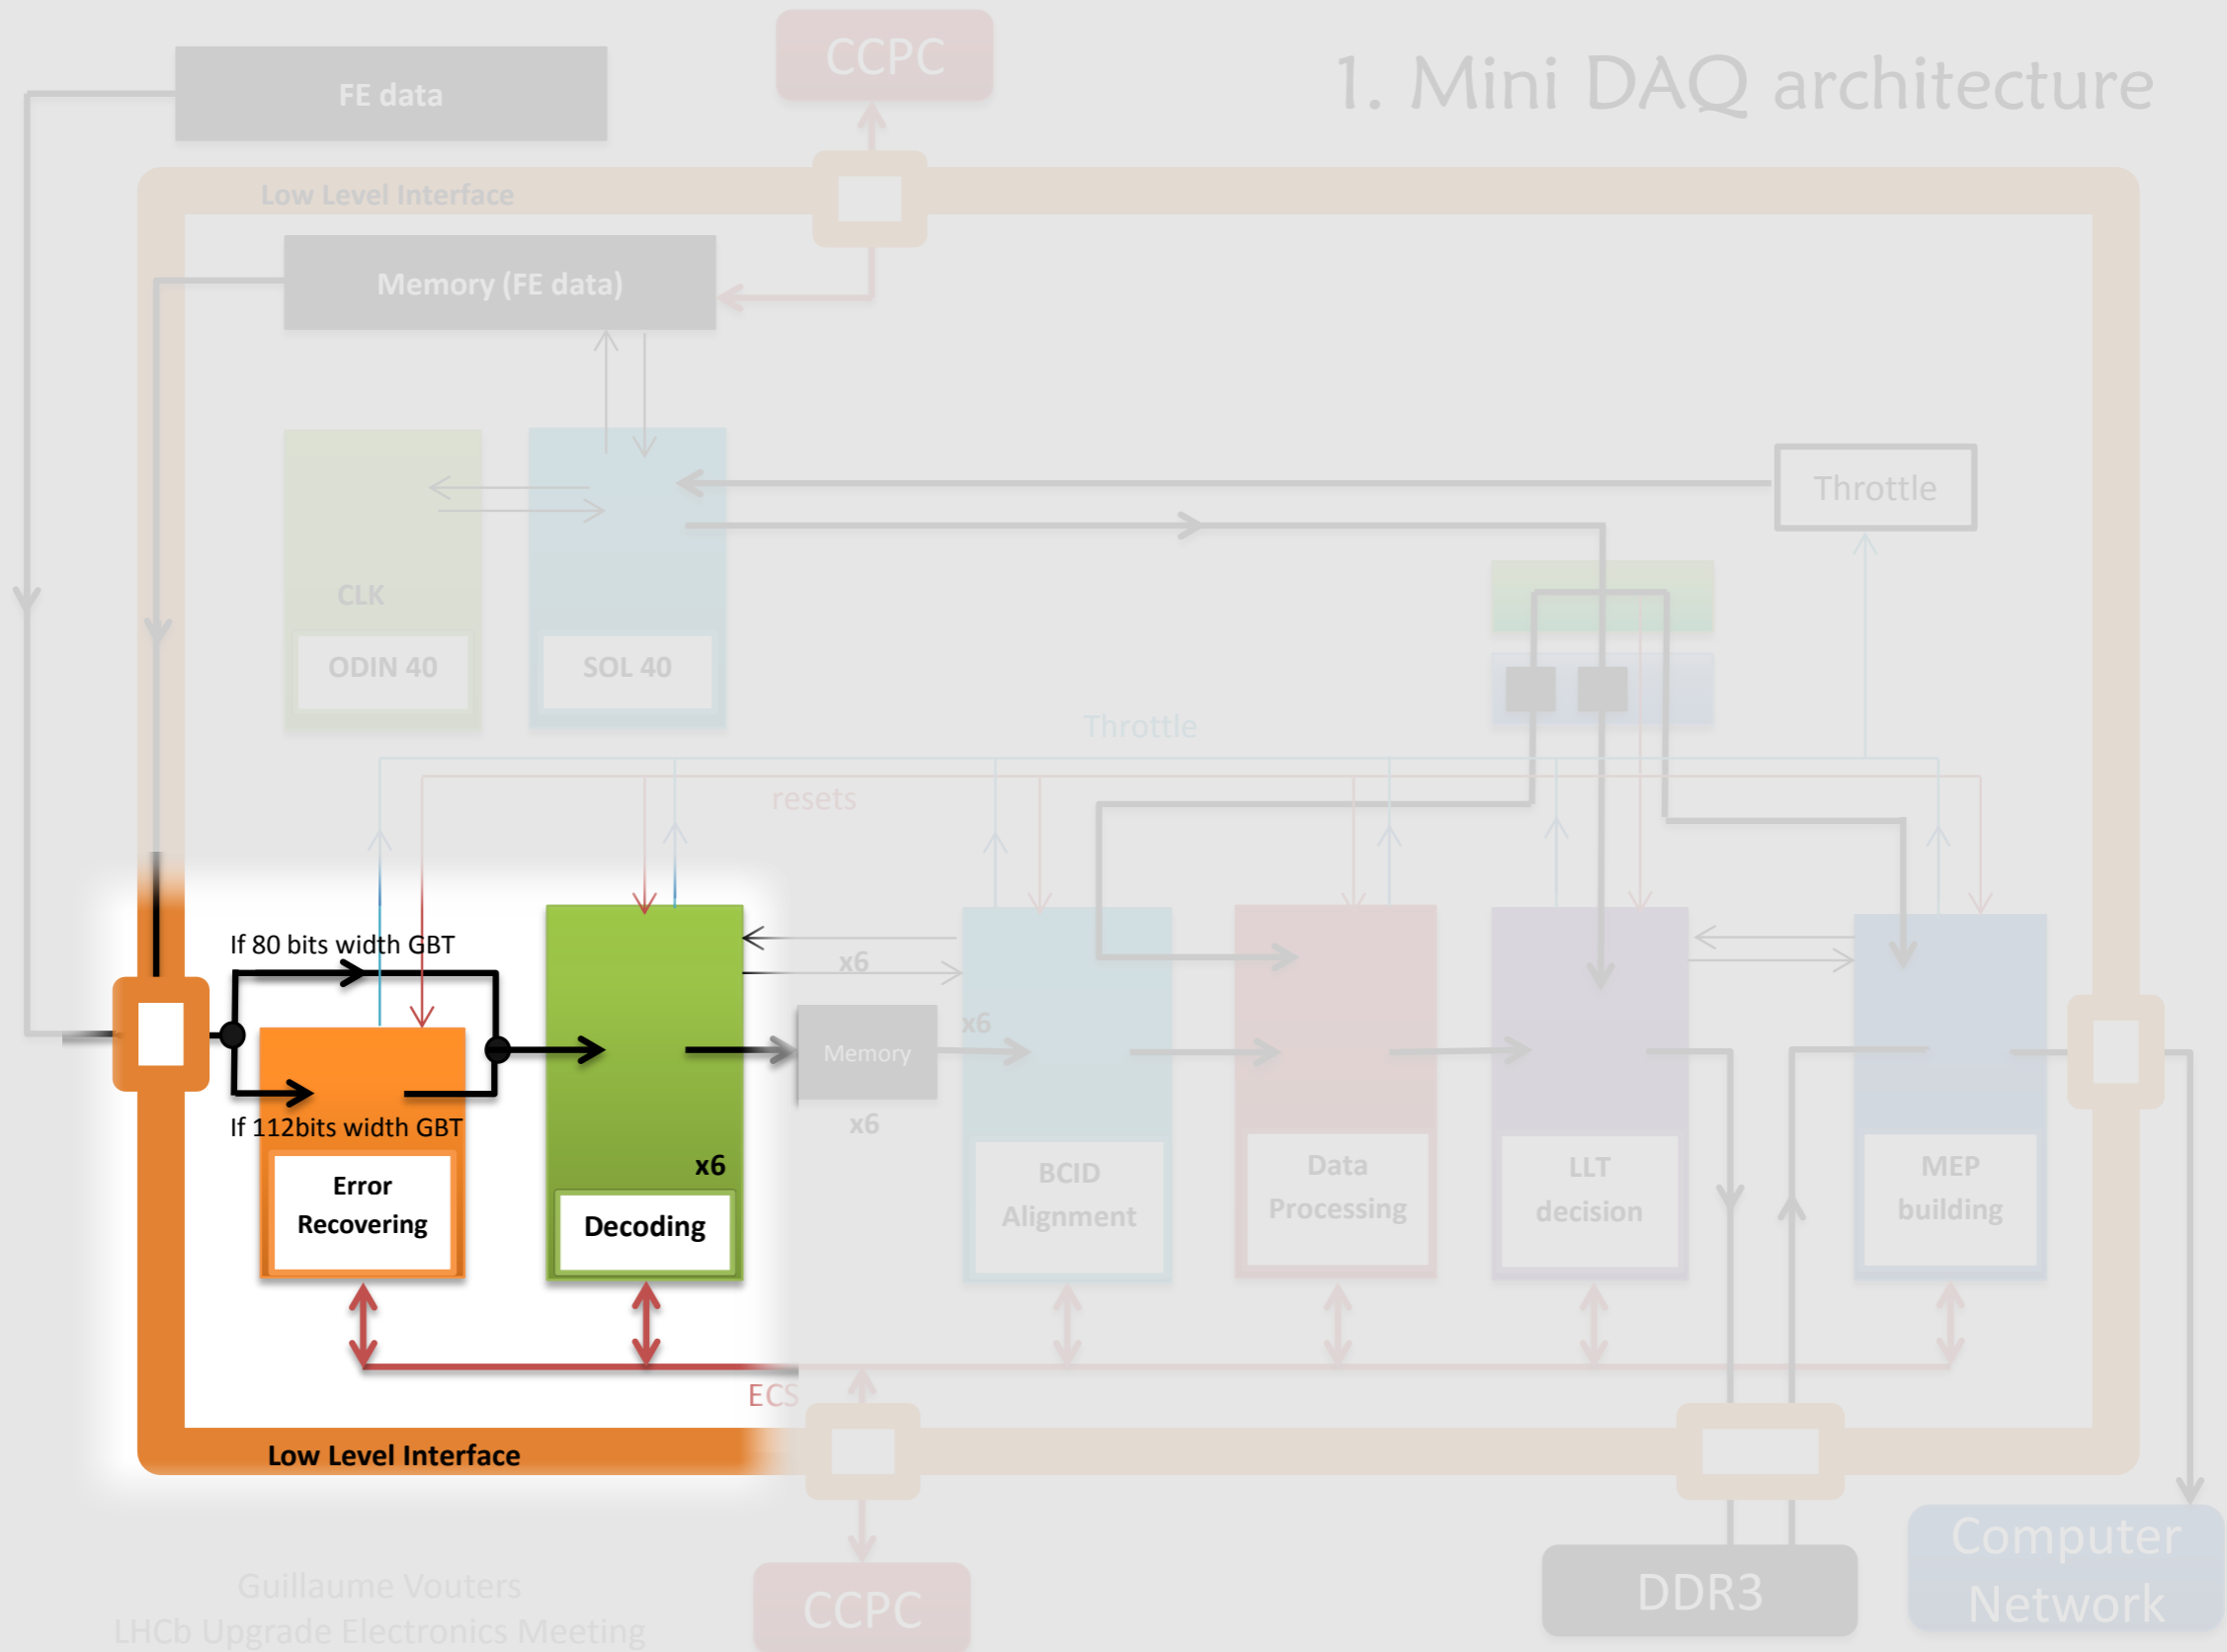 CCPC
1. Mini DAQ architecture
FE data
Low Level Interface
Memory (FE data)
Throttle
CLK
ODIN 40
SOL 40
Throttle
resets
If 80 bits width GBT
x6
x6
Memory
x6
If 112bits width GBT
x6
Error
Recovering
Decoding
BCID
Alignment
Data
Processing
LLT
decision
MEP
building
ECS
Low Level Interface
Guillaume Vouters
LHCb Upgrade Electronics Meeting
CCPC
DDR3
Computer
Network